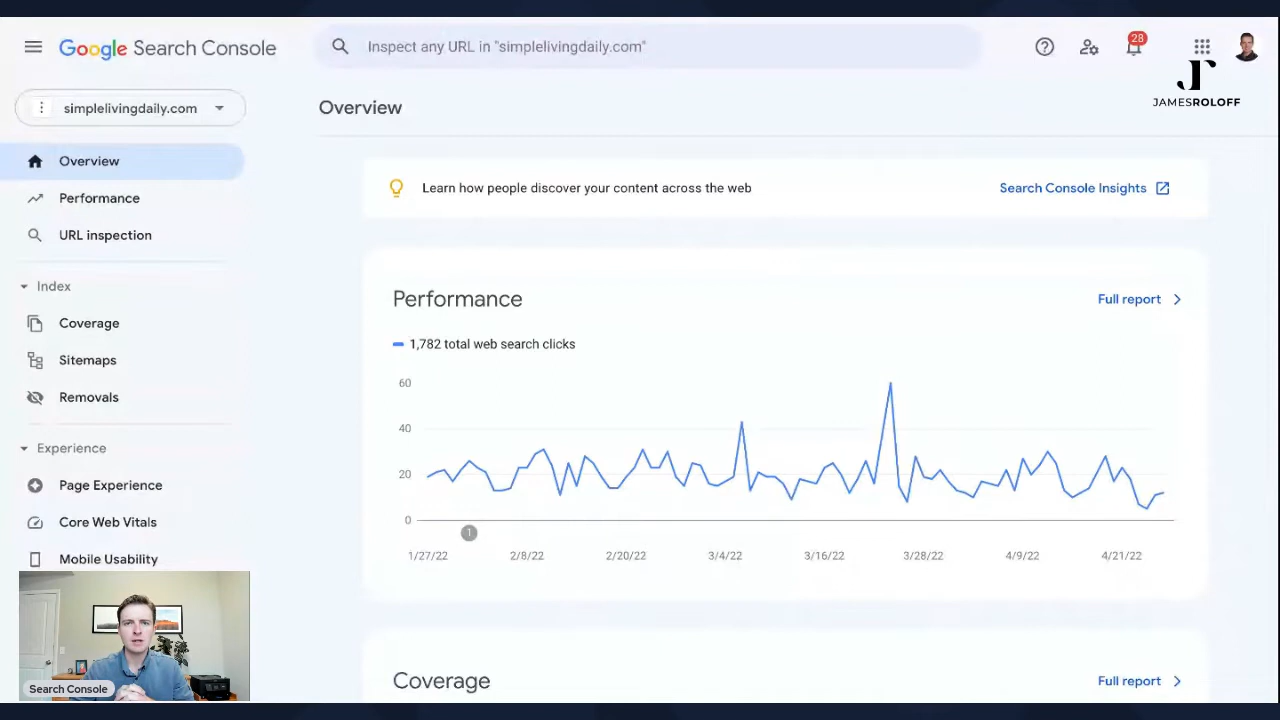 Google Search Console
Inspect any URL in "simplelivingdaily.com"
28
JAMESROLOFF
simplelivingdaily.com
Overview
Overview
Performance
URL inspection
Index
Coverage
Sitemaps
Removals
Experience
Page Experience
Core Web Vitals
Mobile Usability
Learn how people discover your content across the web
Search Console Insights
Performance
Full report
1,782 total web search clicks
60
40
20
0
1
1/27/22 2/8/22 2/20/22 3/4/22 3/16/22 3/28/22 4/9/22 4/21/22
Coverage
Full report
Search Console